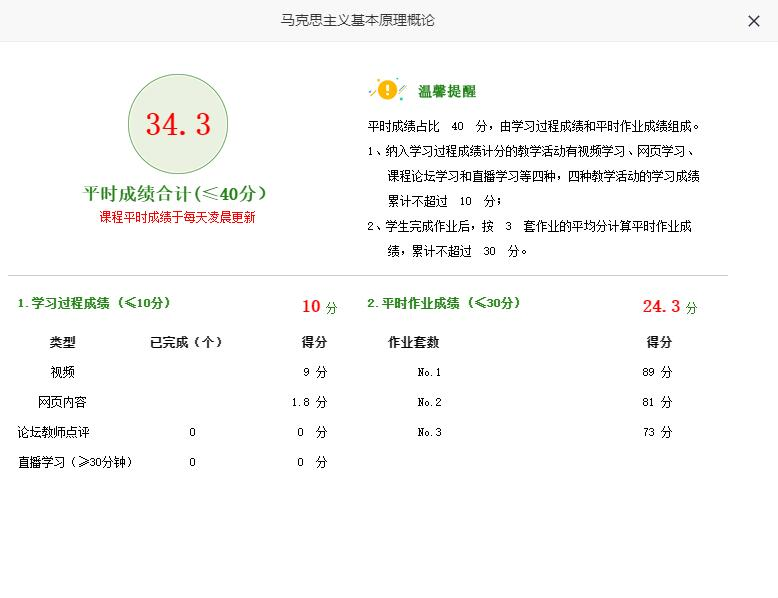 马克思主义基本原理概论
34.3
平时成绩合计(≤40分)
课程平时成绩于每天凌晨更新
温馨提醒
平时成绩占比 40 分，由学习过程成绩和平时作业成绩组成。
1、纳入学习过程成绩计分的教学活动有视频学习、网页学习、
课程论坛学习和直播学习等四种，四种教学活动的学习成绩
累计不超过 10 分；
2、学生完成作业后，按 3 套作业的平均分计算平时作业成
绩，累计不超过 30 分。
1.学习过程成绩（≤10分） 10 分
类型 已完成（个） 得分
视频 9 分
网页内容 1.8 分
论坛教师点评 0 0 分
直播学习（≥30分钟） 0 0 分
2.平时作业成绩（≤30分） 24.3 分
作业套数 得分
No.1 89 分
No.2 81 分
No.3 73 分